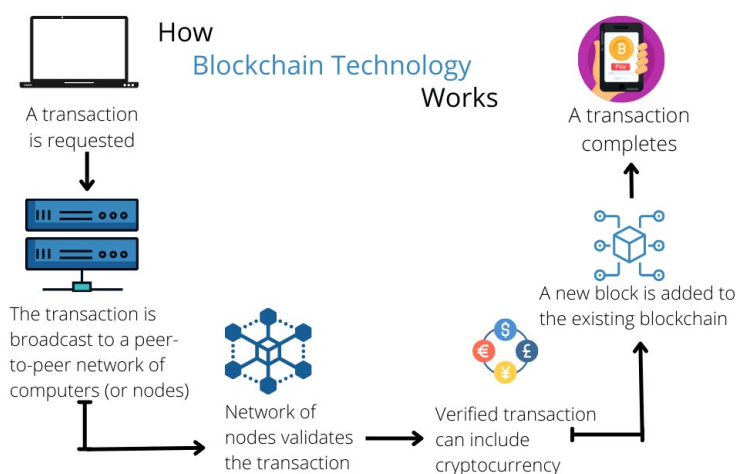 How
Blockchain Technology
Works
A transaction
is requested
The transaction is
broadcast to a peer-
to-peer network of
computers (or nodes)
Network of
nodes validates
the transaction
Verified transaction
can include
cryptocurrency
A new block is added to
the existing blockchain
A transaction
completes
₿
Pay
$
€
£
¥